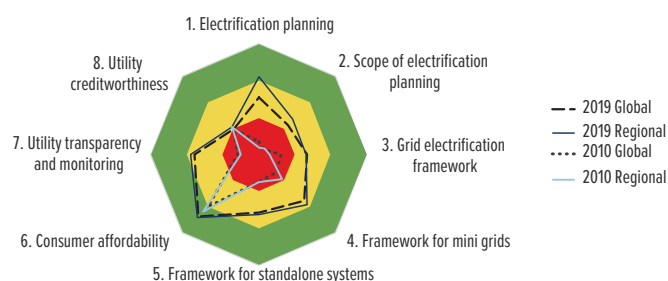 1. Electrification planning
2. Scope of electrification
planning
3. Grid electrification
framework
4. Framework for mini grids
5. Framework for standalone systems
6. Consumer affordability
7. Utility transparency
and monitoring
8. Utility
creditworthiness
2019 Global
2019 Regional
2010 Global
2010 Regional